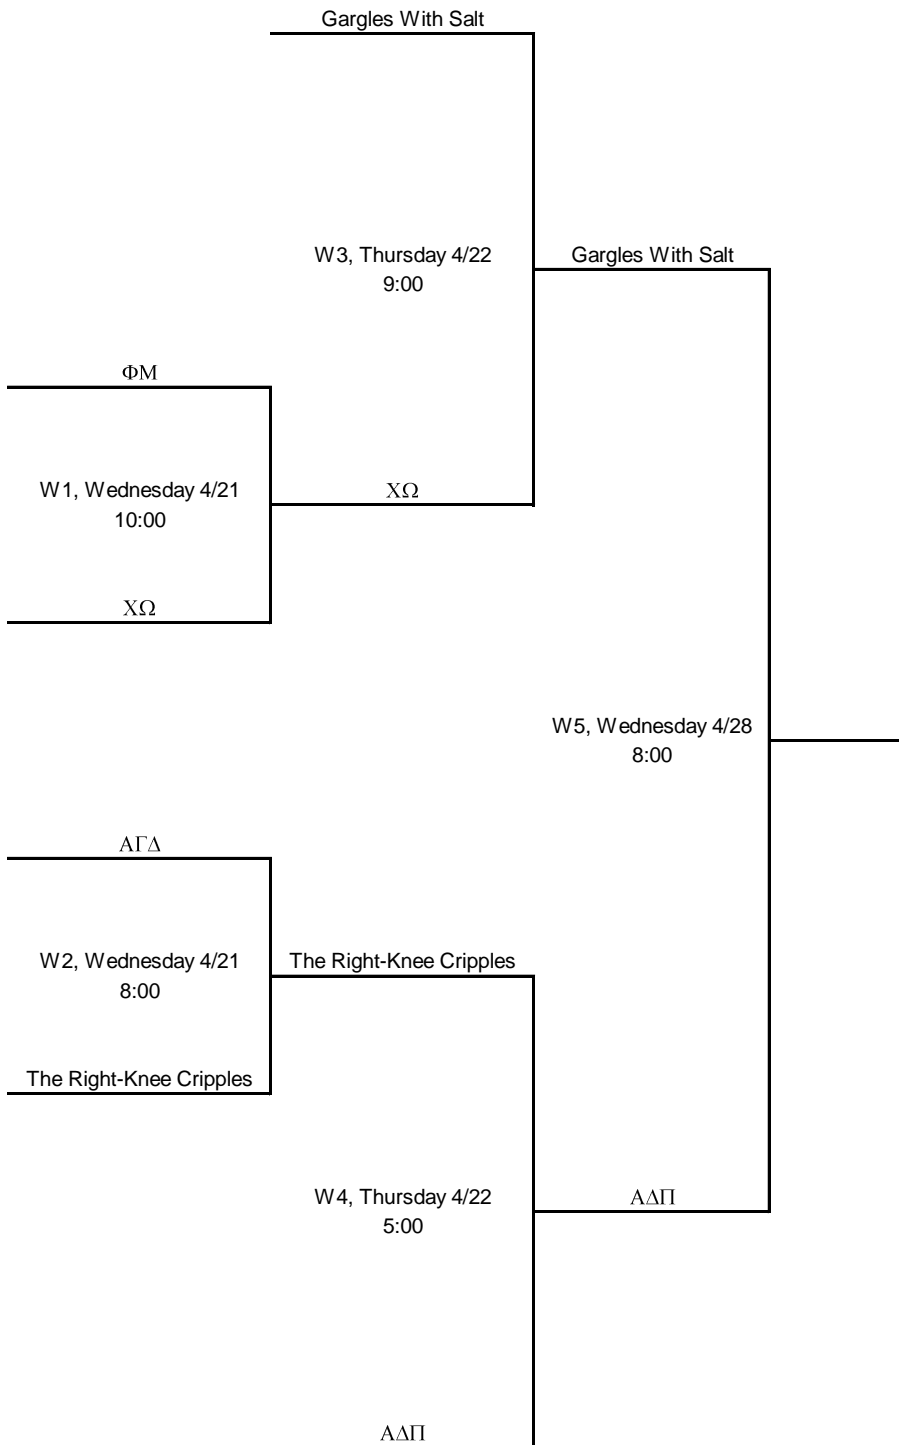 Gargles With Salt
W3, Thursday 4/22
9:00
Gargles With Salt
ΦΜ
W1, Wednesday 4/21
10:00
ΧΩ
ΧΩ
W5, Wednesday 4/28
8:00
ΑΓΔ
W2, Wednesday 4/21
8:00
The Right-Knee Cripples
The Right-Knee Cripples
W4, Thursday 4/22
5:00
ΑΔΠ
ΑΔΠ